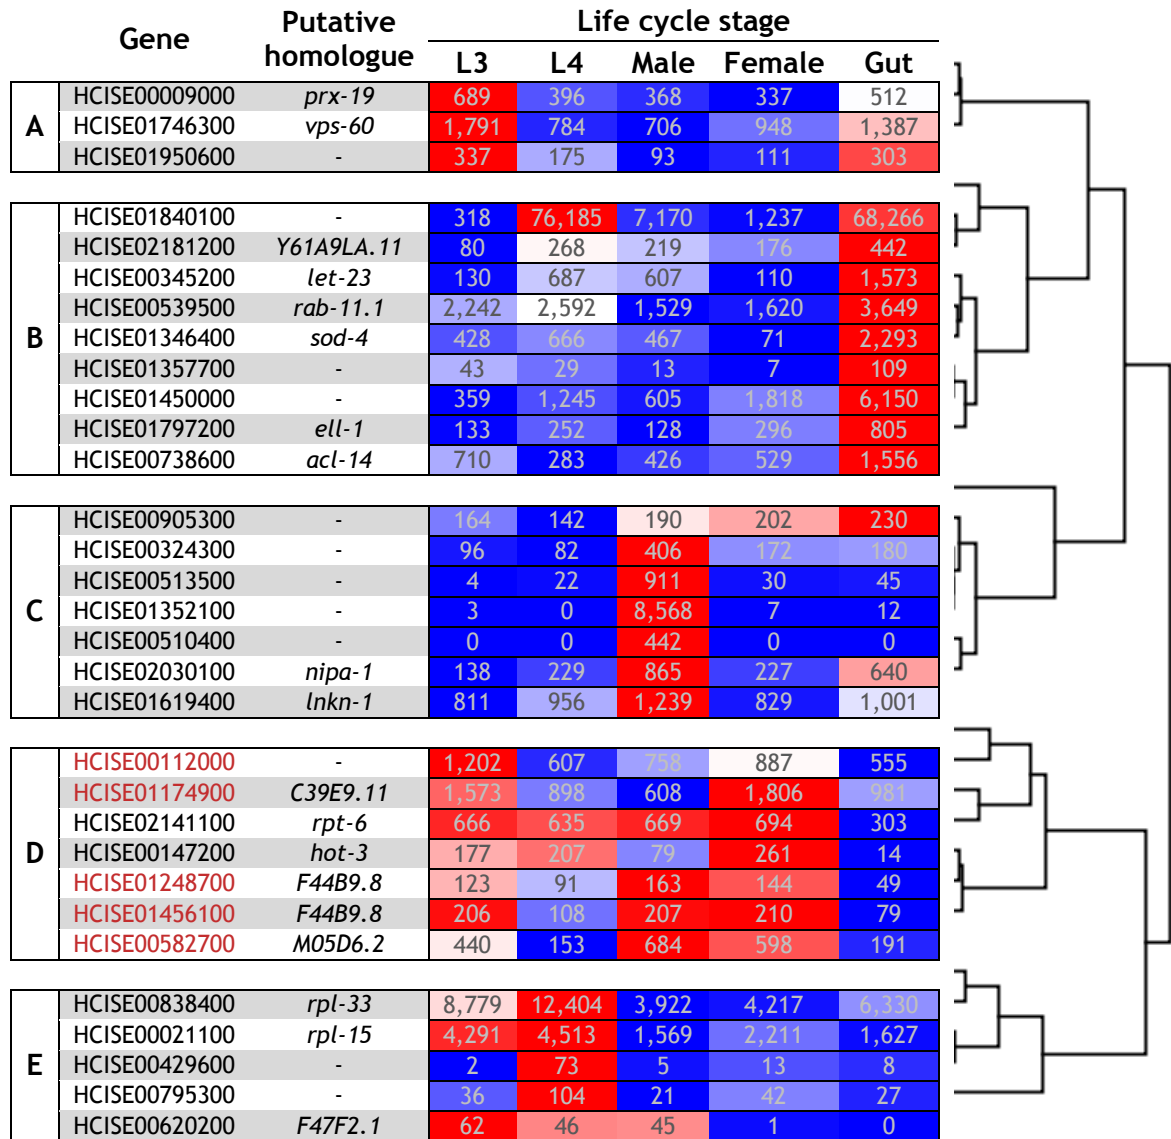 Gene Putative homologue Life cycle stage
L3 L4 Male Female Gut
A
HCISE00009000 prx-19 689 396 368 337 512
HCISE01746300 vps-60 1,791 784 706 948 1,387
HCISE01950600 - 337 175 93 111 303
B
HCISE01840100 - 318 76,185 7,170 1,237 68,266
HCISE02181200 Y61A9LA.11 80 268 219 176 442
HCISE00345200 let-23 130 687 607 110 1,573
HCISE00539500 rab-11.1 2,242 2,592 1,529 1,620 3,649
HCISE01346400 sod-4 428 666 467 71 2,293
HCISE01357700 - 43 29 13 7 109
HCISE01450000 - 359 1,245 605 1,818 6,150
HCISE01797200 ell-1 133 252 128 296 805
HCISE00738600 acl-14 710 283 426 529 1,556
C
HCISE00905300 - 164 142 190 202 230
HCISE00324300 - 96 82 406 172 180
HCISE00513500 - 4 22 911 30 45
HCISE01352100 - 3 0 8,568 7 12
HCISE00510400 - 0 0 442 0 0
HCISE02030100 nipa-1 138 229 865 227 640
HCISE01619400 lnkn-1 811 956 1,239 829 1,001
D
HCISE00112000 - 1,202 607 758 887 555
HCISE01174900 C39E9.11 1,573 898 608 1,806 981
HCISE02141100 rpt-6 666 635 669 694 303
HCISE00147200 hot-3 177 207 79 261 14
HCISE01248700 F44B9.8 123 91 163 144 49
HCISE01456100 F44B9.8 206 108 207 210 79
HCISE00582700 M05D6.2 440 153 684 598 191
E
HCISE00838400 rpl-33 8,779 12,404 3,922 4,217 6,330
HCISE00021100 rpl-15 4,291 4,513 1,569 2,211 1,627
HCISE00429600 - 2 73 5 13 8
HCISE00795300 - 36 104 21 42 27
HCISE00620200 F47F2.1 62 46 45 1 0